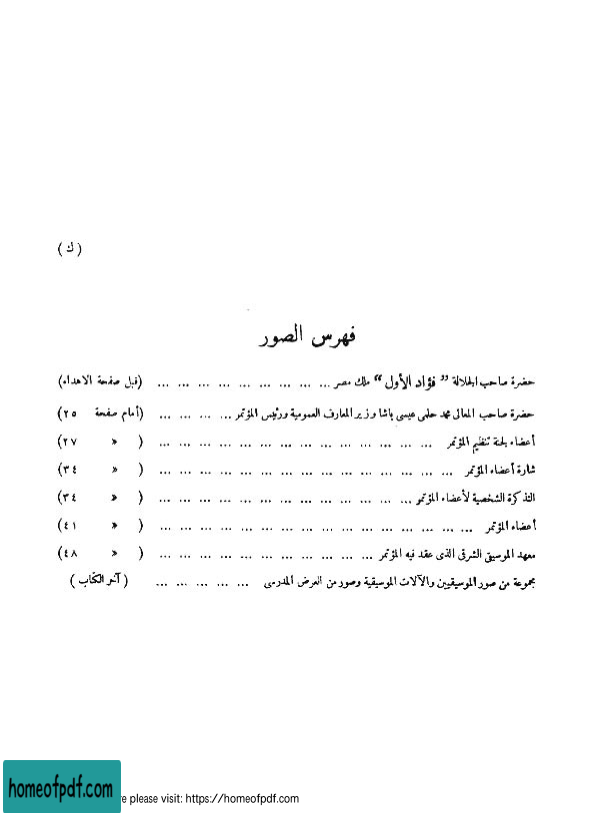 ( ك )
فهرس الصور
حضرة صاحب الجلالة “ فؤاد الأول ” ملك مصر ... ... ... ... ... ... ... ... ... (قبل صفحة الاهداء)
حضرة صاحب المعالى محمد حلمى عيسى باشا وزير المعارف العمومية ورئيس المؤتمر ... ... ... ... (أمام صفحة ٢٥)
أعضاء لجنة تنظيم المؤتمر ... ... ... ... ... ... ... ... ... ... ... ... ... ... ( » ٢٧)
شارة أعضاء المؤتمر ... ... ... ... ... ... ... ... ... ... ... ... ... ... ... ( » ٣٤)
التذكرة الشخصية لأعضاء المؤتمر ... ... ... ... ... ... ... ... ... ... ... ... ... ( » ٣٤)
أعضاء المؤتمر ... ... ... ... ... ... ... ... ... ... ... ... ... ... ... ... ( » ٤١)
معهد الموسيقى الشرقى الذى عقد فيه المؤتمر ... ... ... ... ... ... ... ... ... ... ... ( » ٤٨)
مجموعة من صور الموسيقيين والآلات الموسيقية وصور من العرض المدرسى ... ... ... ... ... ( آخر الكتاب )
homeofpdf.com
re please visit: https://homeofpdf.com